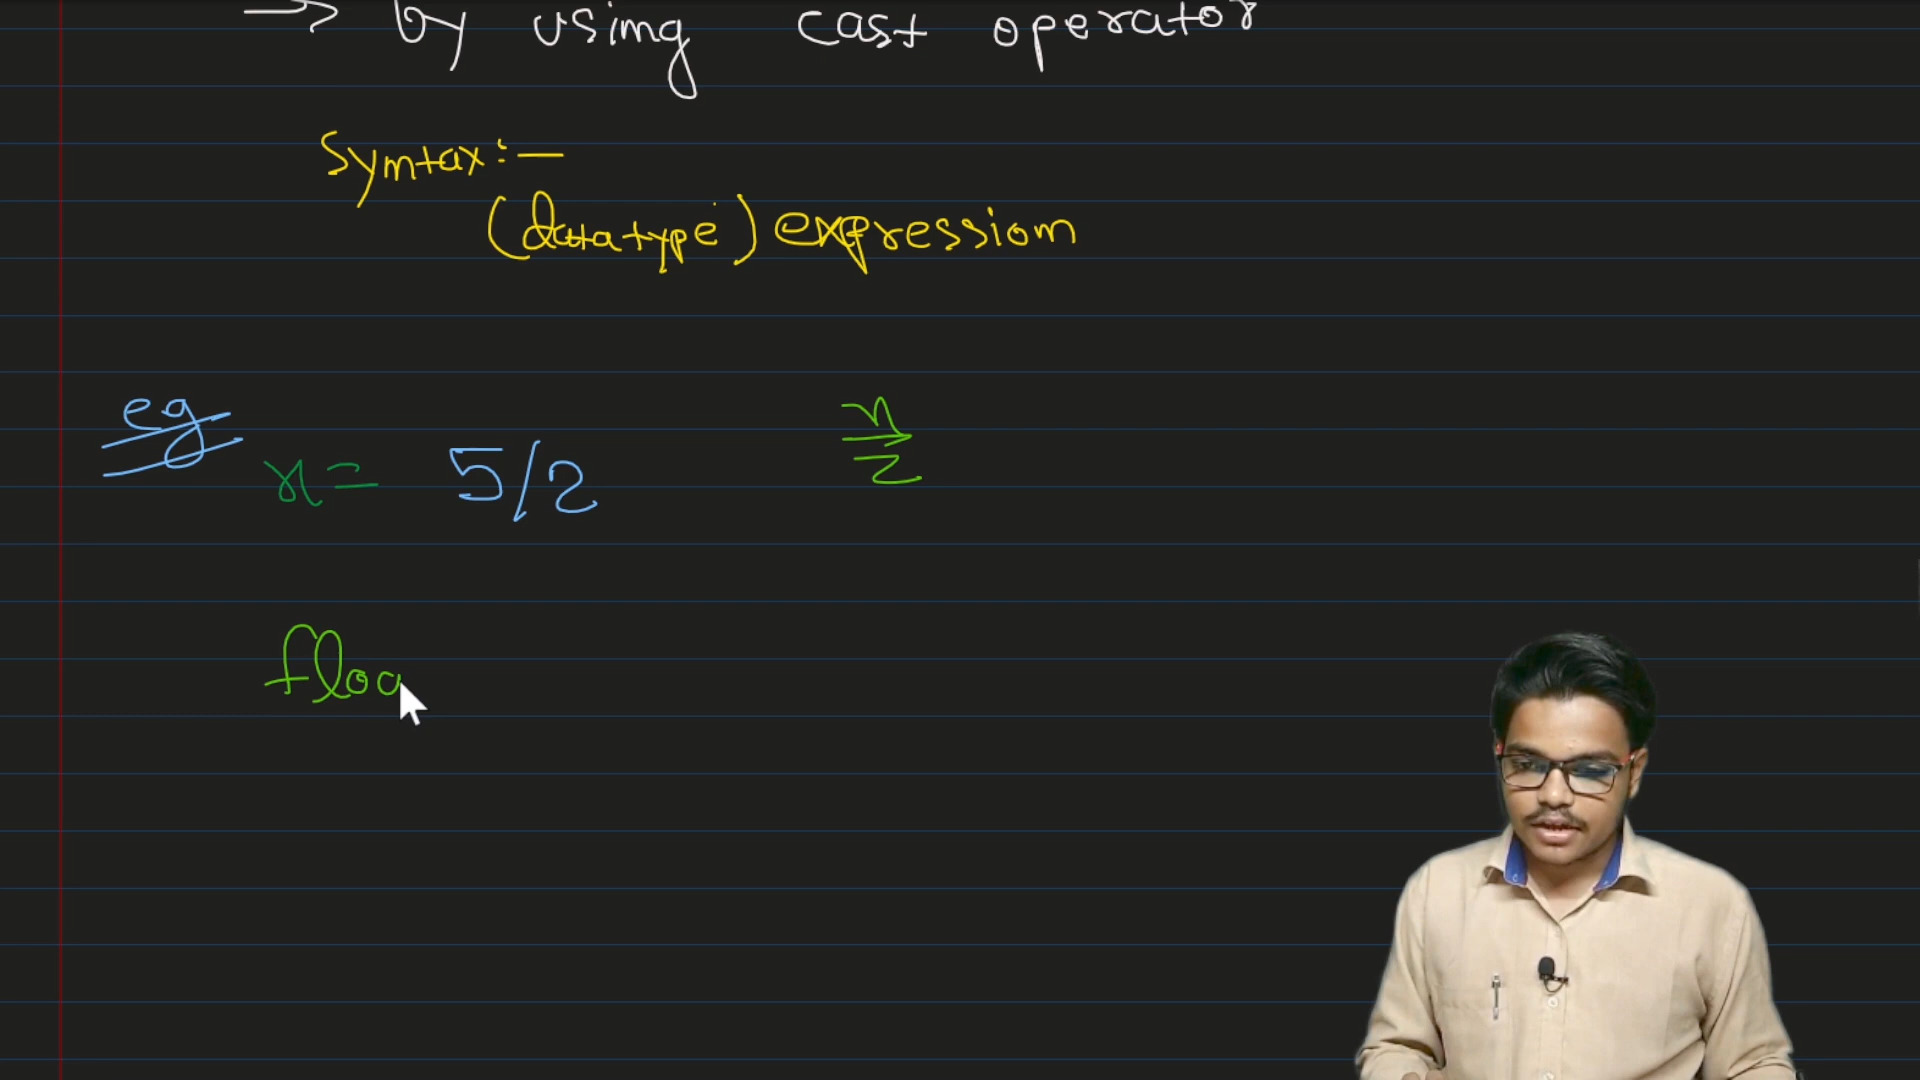 → by using cast operator
Syntax:—
(datatype) expression
eg
x = 5/2
x
2
floa